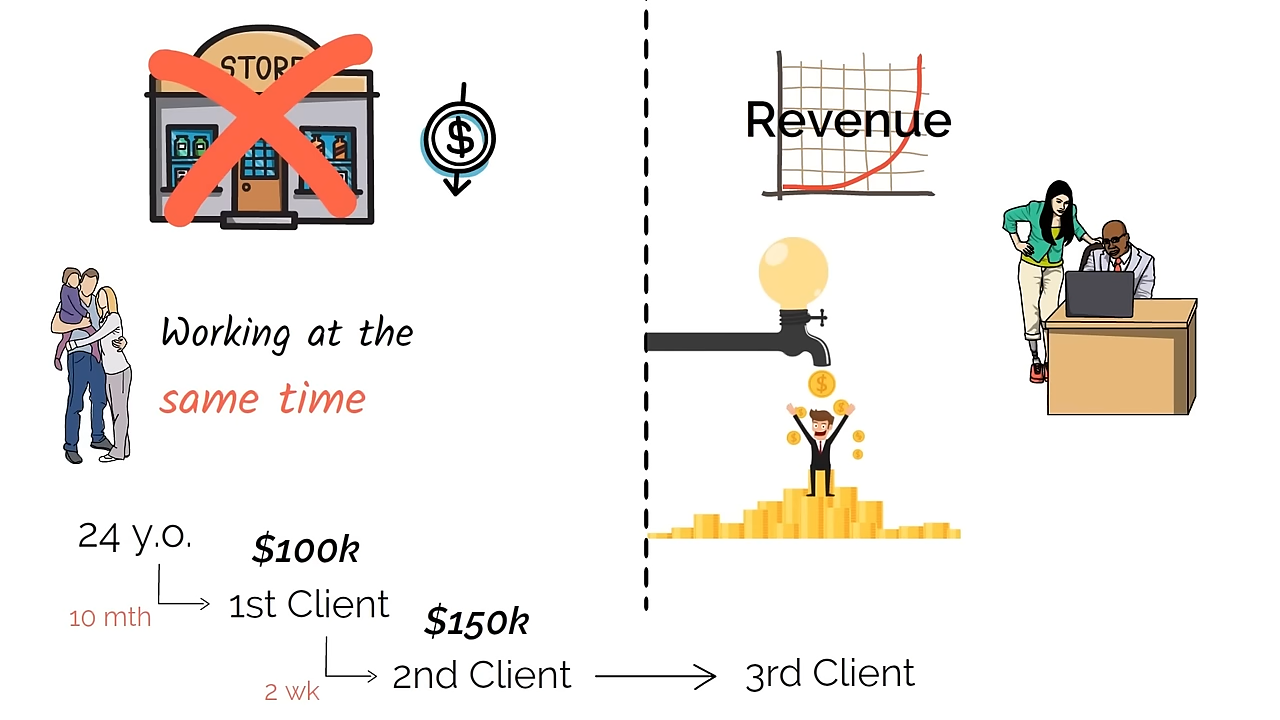 STORE
$
Revenue
Working at the
same time
$
24 y.o.
$100k
10 mth
1st Client
$150k
2 wk
2nd Client
3rd Client